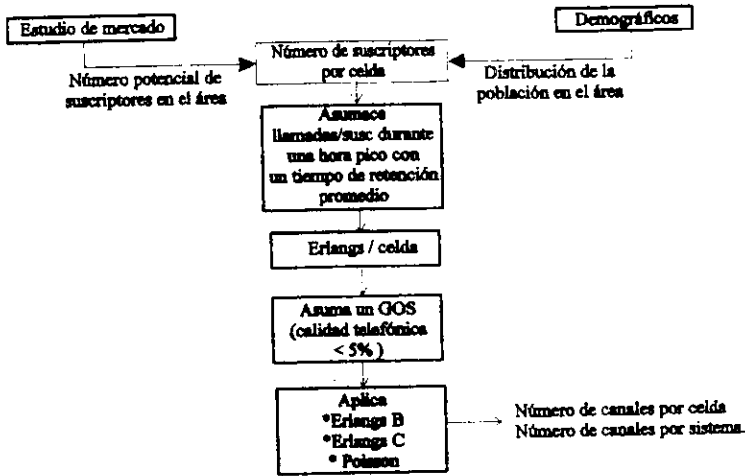 Estudio de mercado
Demográficos
Número de suscriptores
por celda
Número potencial de
suscriptores en el área
Distribución de la
población en el área
Asumace
llamadas/susc durante
una hora pico con
un tiempo de retención
promedio
Erlangs / celda
Asuma un GOS
(calidad telefónica
< 5% )
Aplica
*Erlangs B
*Erlangs C
* Poisson
Número de canales por celda
Número de canales por sistema.